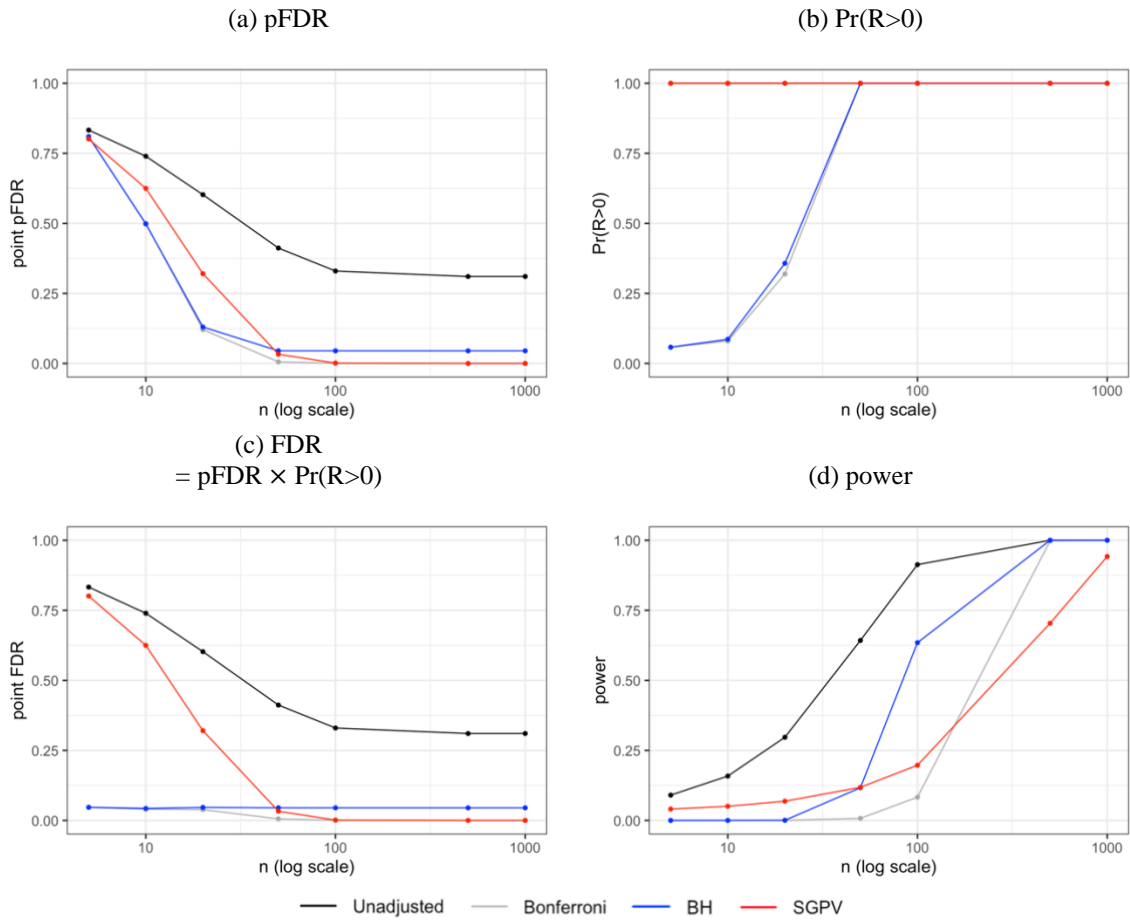 (a) pFDR
(b) Pr(R>0)
1.00
0.75
0.50
0.25
0.00
point pFDR
10
100
1000
n (log scale)
1.00
0.75
0.50
0.25
0.00
Pr(R>0)
10
100
1000
n (log scale)
(c) FDR
= pFDR × Pr(R>0)
(d) power
1.00
0.75
0.50
0.25
0.00
point FDR
10
100
1000
n (log scale)
1.00
0.75
0.50
0.25
0.00
power
10
100
1000
n (log scale)
Unadjusted Bonferroni BH SGPV